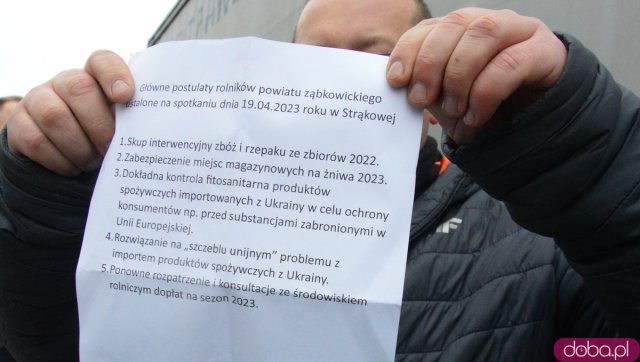 Główne postulaty rolników powiatu ząbkowickiego
ustalone na spotkaniu dnia 19.04.2023 roku w Strąkowej
1. Skup interwencyjny zbóż i rzepaku ze zbiorów 2022.
2. Zabezpieczenie miejsc magazynowych na żniwa 2023.
3. Dokładna kontrola fitosanitarna produktów
spożywczych importowanych z Ukrainy w celu ochrony
konsumentów np. przed substancjami zabronionymi w
Unii Europejskiej.
4. Rozwiązanie na „szczeblu unijnym” problemu z
importem produktów spożywczych z Ukrainy.
5. Ponowne rozpatrzenie i konsultacje ze środowiskiem
rolniczym dopłat na sezon 2023.
4F
doba.pl